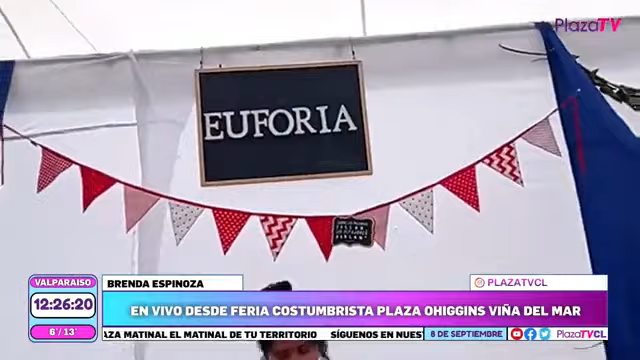 PlazaTV
EUFORIA
VALPARAISO
12:26:20
6'/13'
BRENDA ESPINOZA
PLAZATVCL
EN VIVO DESDE FERIA COSTUMBRISTA PLAZA OHIGGINS VIÑA DEL MAR
AZA MATINAL EL MATINAL DE TU TERRITORIO SÍGUENOS EN NUES
8 DE SEPTIEMBRE
PlazaTVCL